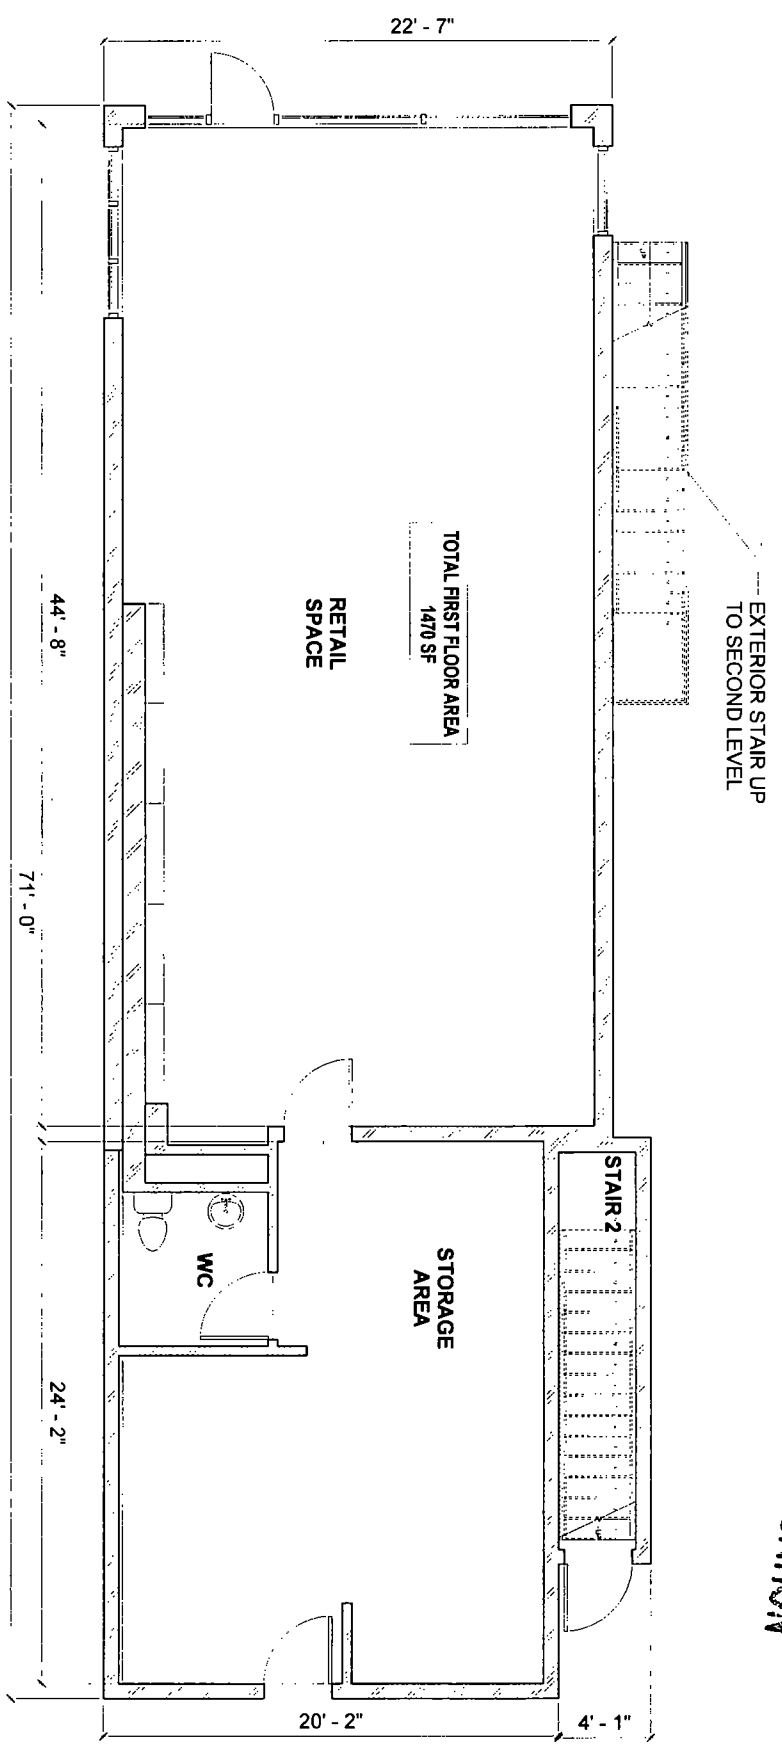 22' - 7"
EXTERIOR STAIR UP
TO SECOND LEVEL
TOTAL FIRST FLOOR AREA
1470 SF
RETAIL
SPACE
44' - 8"
71' - 0"
STAIR 2
STORAGE
AREA
WC
24' - 2"
20' - 2"
4' - 1"